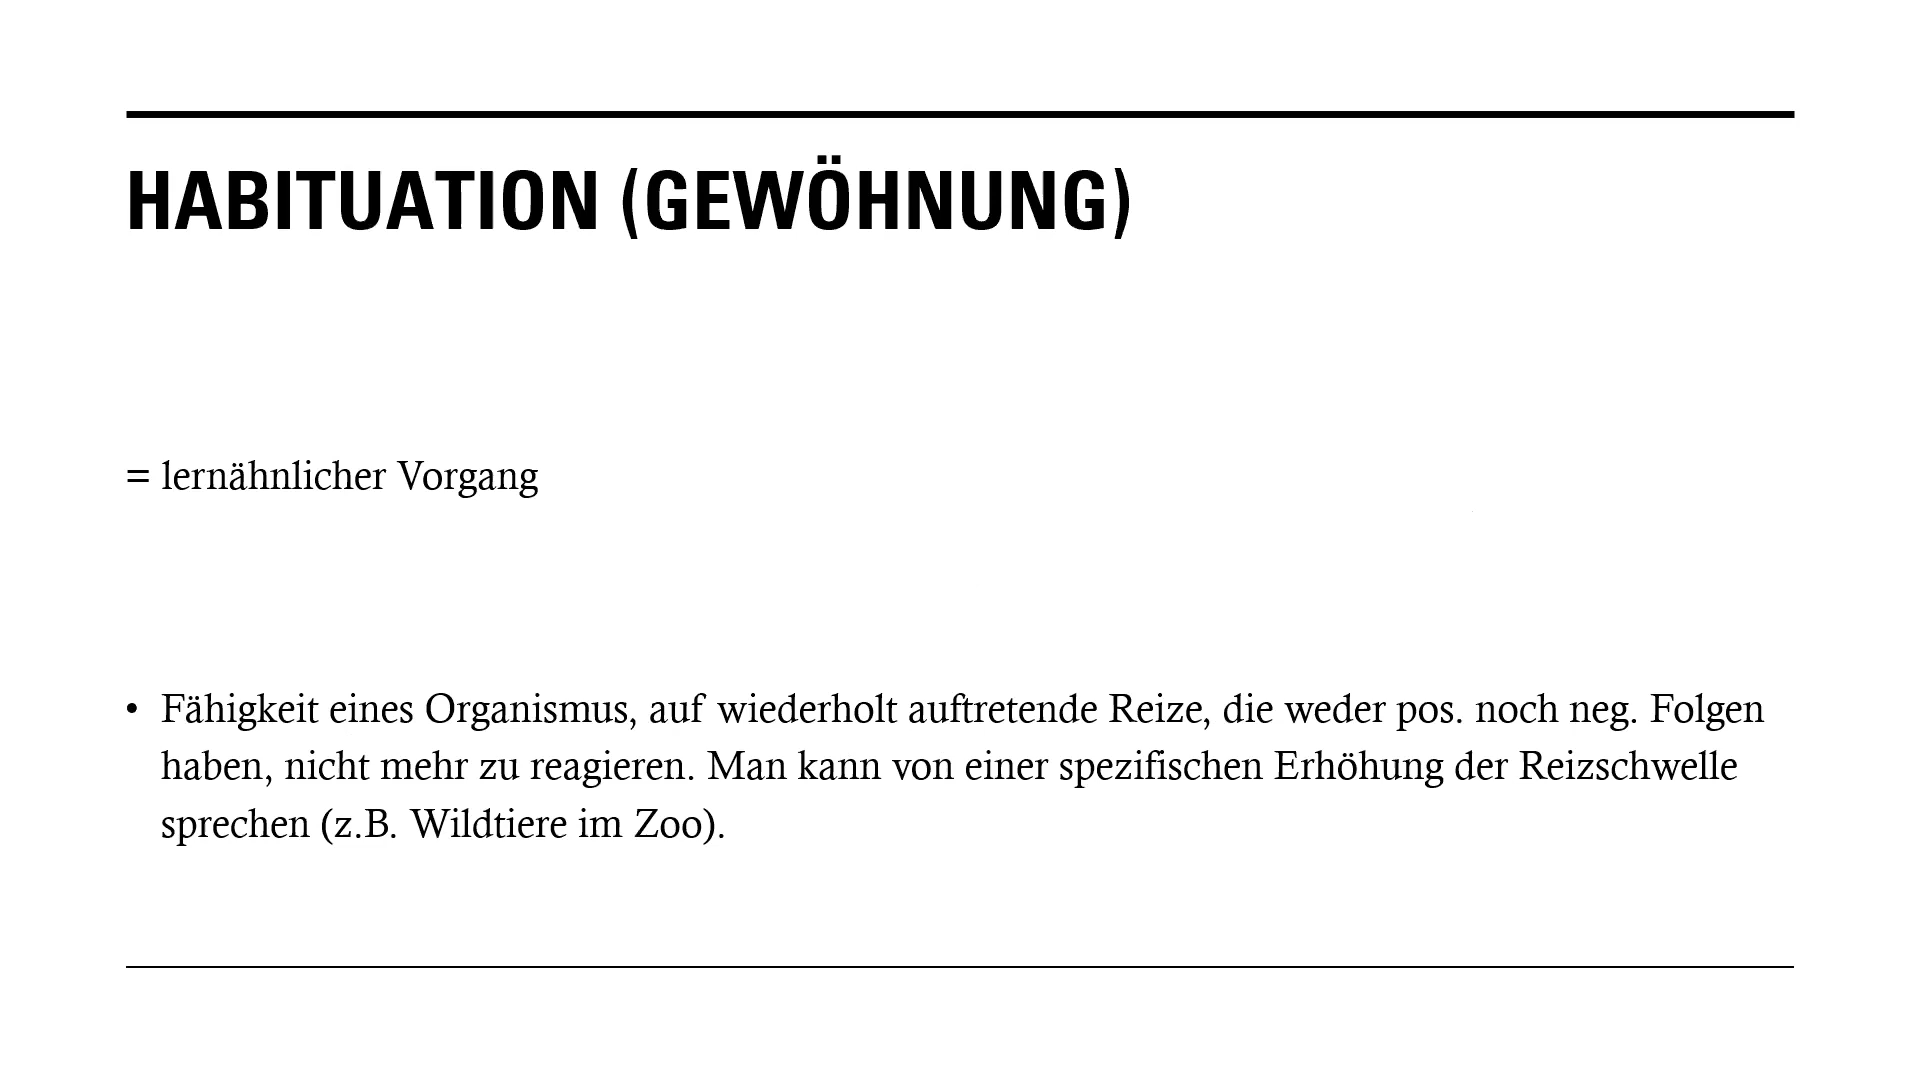 HABITUATION (GEWÖHNUNG)
= lernähnlicher Vorgang
• Fähigkeit eines Organismus, auf wiederholt auftretende Reize, die weder pos. noch neg. Folgen
haben, nicht mehr zu reagieren. Man kann von einer spezifischen Erhöhung der Reizschwelle
sprechen (z.B. Wildtiere im Zoo).